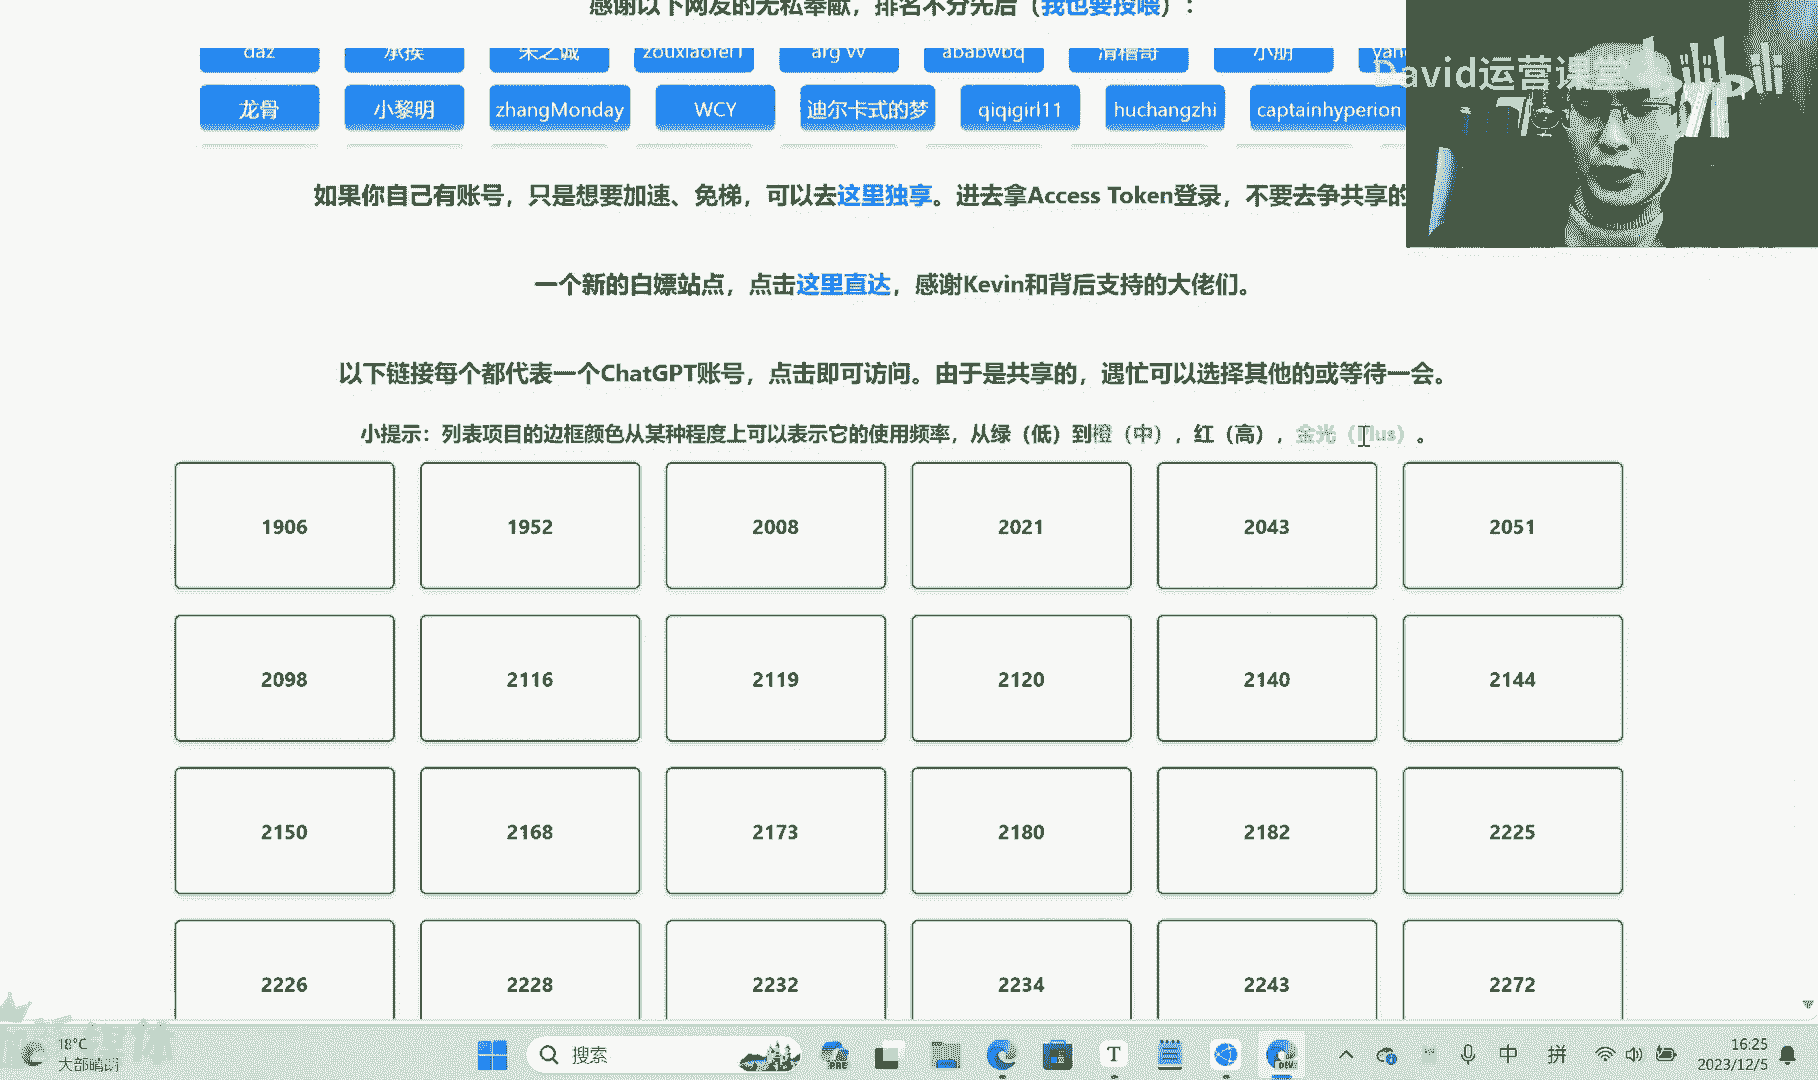 感谢以下网友的无私奉献，排名不分先后（我也要投喂）：
daz 承挨 宋之诚 zouxiaofei1 arg vv ababwbq 清檣哥 小朋 yan
龙骨 小黎明 zhangMonday WCY 迪尔卡式的梦 qiqigirl11 huchangzhi captainhyperion
David运营课堂 bilibili
如果你自己有账号，只是想要加速、免梯，可以去这里独享。进去拿Access Token登录，不要去争共享的
一个新的白嫖站点，点击这里直达，感谢Kevin和背后支持的大佬们。
以下链接每个都代表一个ChatGPT账号，点击即可访问。由于是共享的，遇忙可以选择其他的或等待一会。
小提示：列表项目的边框颜色从某种程度上可以表示它的使用频率，从绿（低）到橙（中），红（高），金光（Plus）。
1906 1952 2008 2021 2043 2051
2098 2116 2119 2120 2140 2144
2150 2168 2173 2180 2182 2225
2226 2228 2232 2234 2243 2272
18°C
大部晴朗
搜索
PRE
T
DEV
中
拼
16:25
2023/12/5